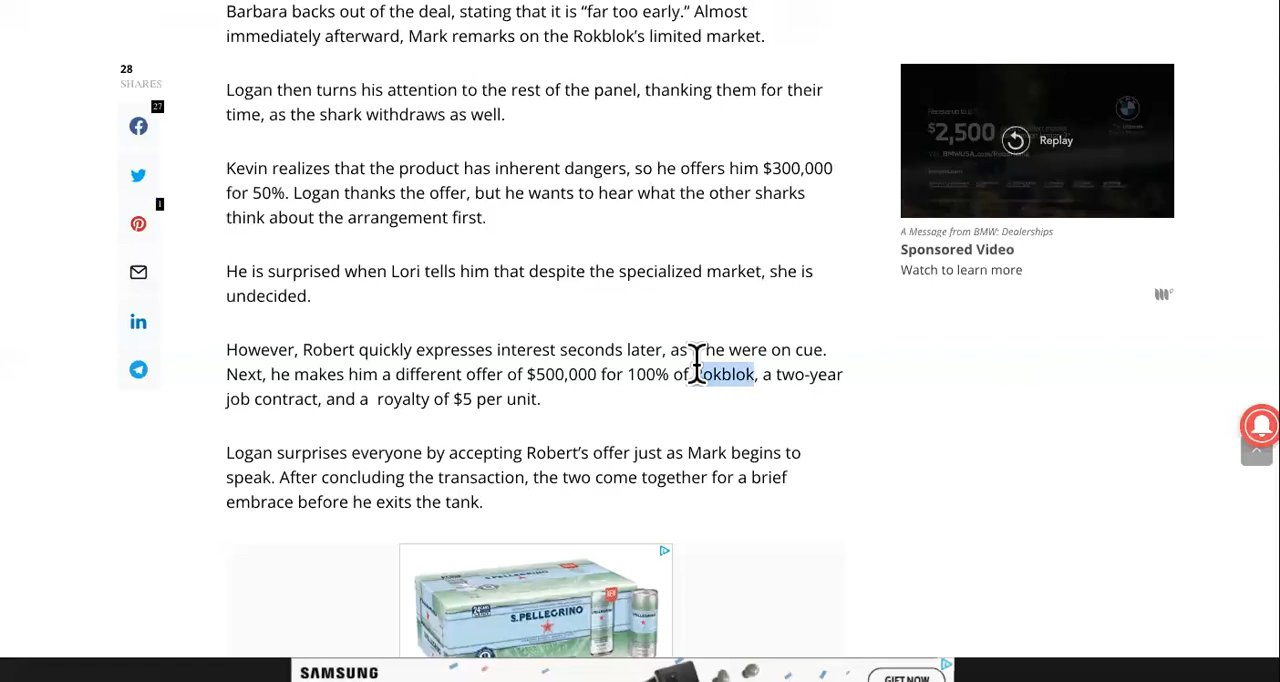 Barbara backs out of the deal, stating that it is “far too early.” Almost
immediately afterward, Mark remarks on the Rokblok’s limited market.
28
SHARES
27
1
Logan then turns his attention to the rest of the panel, thanking them for their
time, as the shark withdraws as well.
Kevin realizes that the product has inherent dangers, so he offers him $300,000
for 50%. Logan thanks the offer, but he wants to hear what the other sharks
think about the arrangement first.
He is surprised when Lori tells him that despite the specialized market, she is
undecided.
However, Robert quickly expresses interest seconds later, as he were on cue.
Next, he makes him a different offer of $500,000 for 100% of Rokblok, a two-year
job contract, and a  royalty of $5 per unit.
Logan surprises everyone by accepting Robert’s offer just as Mark begins to
speak. After concluding the transaction, the two come together for a brief
embrace before he exits the tank.
$2,500
Replay
A Message from BMW: Dealerships
Sponsored Video
Watch to learn more
S.PELLEGRINO
SAMSUNG
GIFT NOW